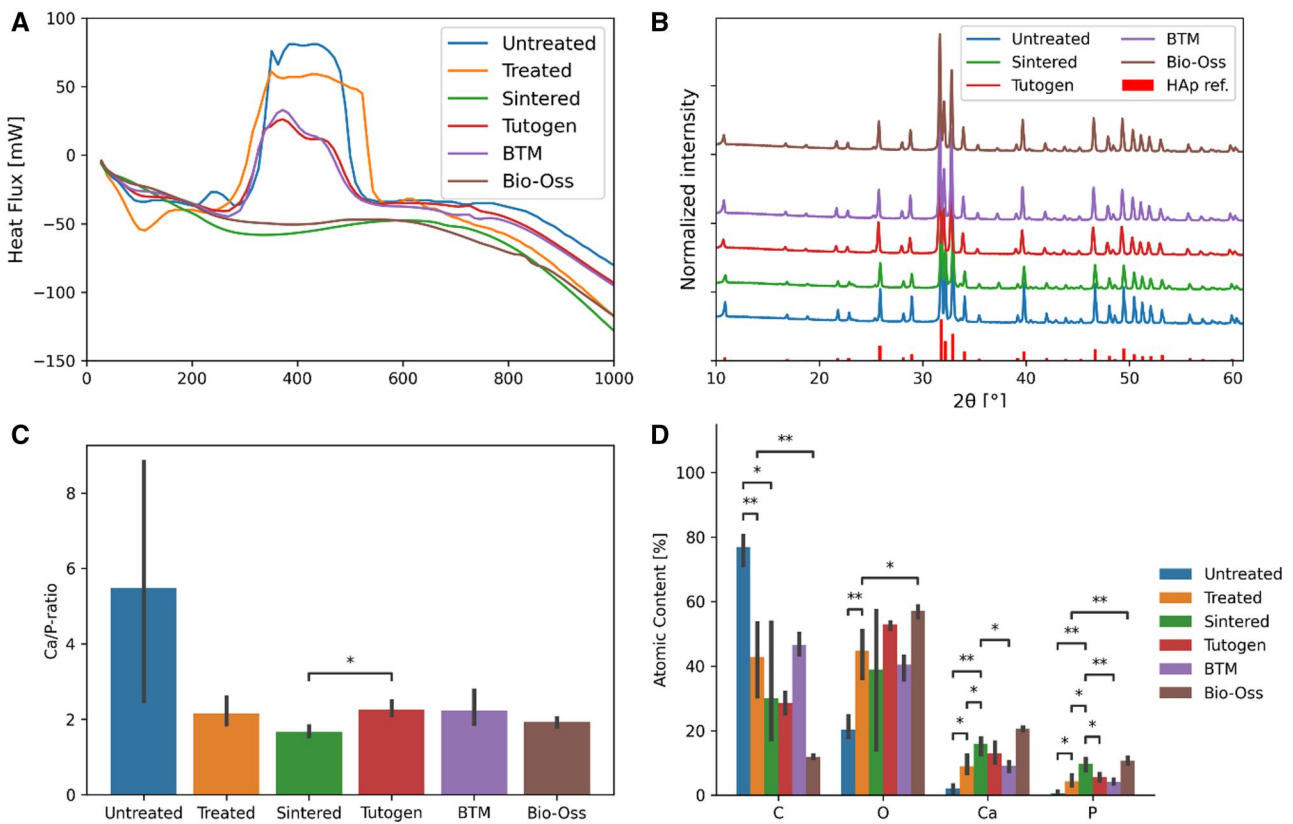 A
Heat Flux [mW]
100
50
0
−50
−100
−150
0
200
400
600
800
1000
Untreated
Treated
Sintered
Tutogen
BTM
Bio-Oss
B
Normalized intensity
Untreated
Sintered
Tutogen
BTM
Bio-Oss
HAp ref.
10
20
30
40
50
60
2θ [°]
C
Ca/P-ratio
8
6
4
2
0
*
Untreated
Treated
Sintered
Tutogen
BTM
Bio-Oss
D
Atomic Content [%]
100
80
60
40
20
0
**
*
**
*
**
*
**
*
*
**
**
**
*
*
*
C
O
Ca
P
Untreated
Treated
Sintered
Tutogen
BTM
Bio-Oss